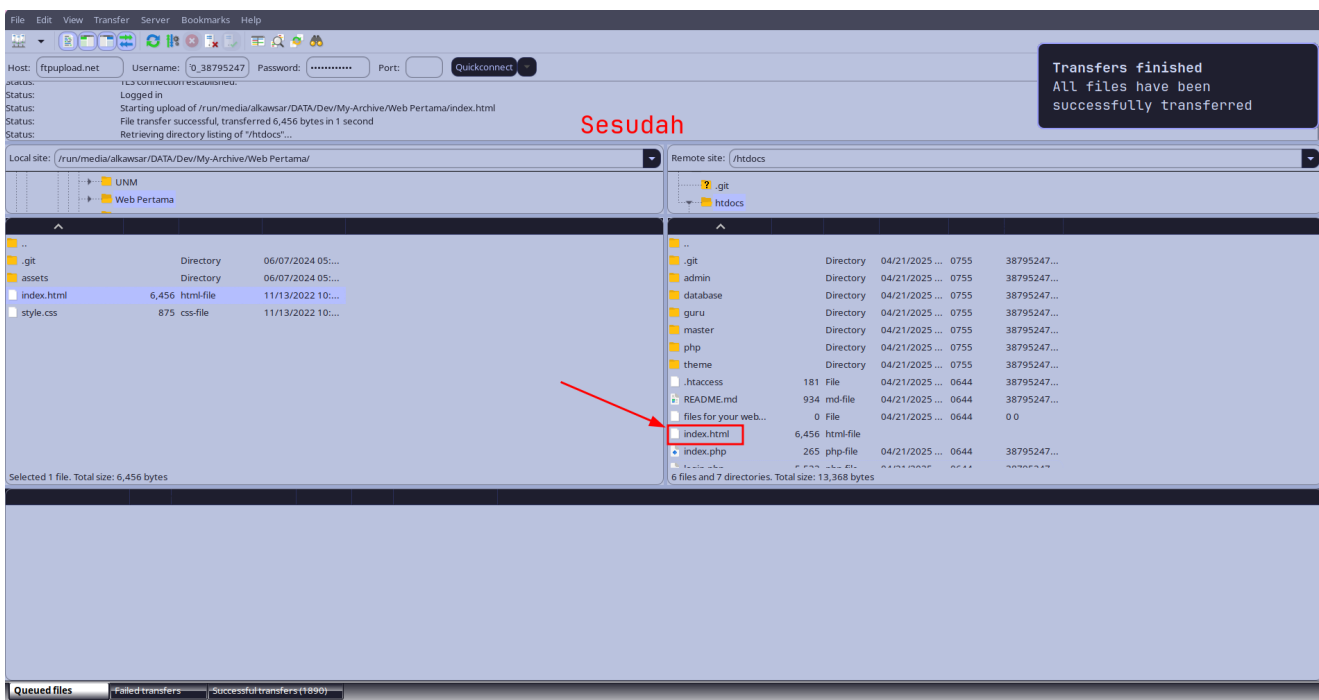 File Edit View Transfer Server Bookmarks Help
Host: ftpupload.net Username: 0_38795247 Password: •••••••••••• Port: Quickconnect
Status: TLS connection established.
Status: Logged in
Status: Starting upload of /run/media/alkawsar/DATA/Dev/My-Archive/Web Pertama/index.html
Status: File transfer successful, transferred 6,456 bytes in 1 second
Status: Retrieving directory listing of "/htdocs"...
Transfers finished
All files have been
successfully transferred
Sesudah
Local site: /run/media/alkawsar/DATA/Dev/My-Archive/Web Pertama/
UNM
Web Pertama
..
.git Directory 06/07/2024 05:...
assets Directory 06/07/2024 05:...
index.html 6,456 html-file 11/13/2022 10:...
style.css 875 css-file 11/13/2022 10:...
Selected 1 file. Total size: 6,456 bytes
Remote site: /htdocs
.git
htdocs
..
.git Directory 04/21/2025 ... 0755 38795247...
admin Directory 04/21/2025 ... 0755 38795247...
database Directory 04/21/2025 ... 0755 38795247...
guru Directory 04/21/2025 ... 0755 38795247...
master Directory 04/21/2025 ... 0755 38795247...
php Directory 04/21/2025 ... 0755 38795247...
theme Directory 04/21/2025 ... 0755 38795247...
.htaccess 181 File 04/21/2025 ... 0644 38795247...
README.md 934 md-file 04/21/2025 ... 0644 38795247...
files for your web... 0 File 04/21/2025 ... 0644 0 0
index.html 6,456 html-file
index.php 265 php-file 04/21/2025 ... 0644 38795247...
6 files and 7 directories. Total size: 13,368 bytes
Queued files Failed transfers Successful transfers (1890)